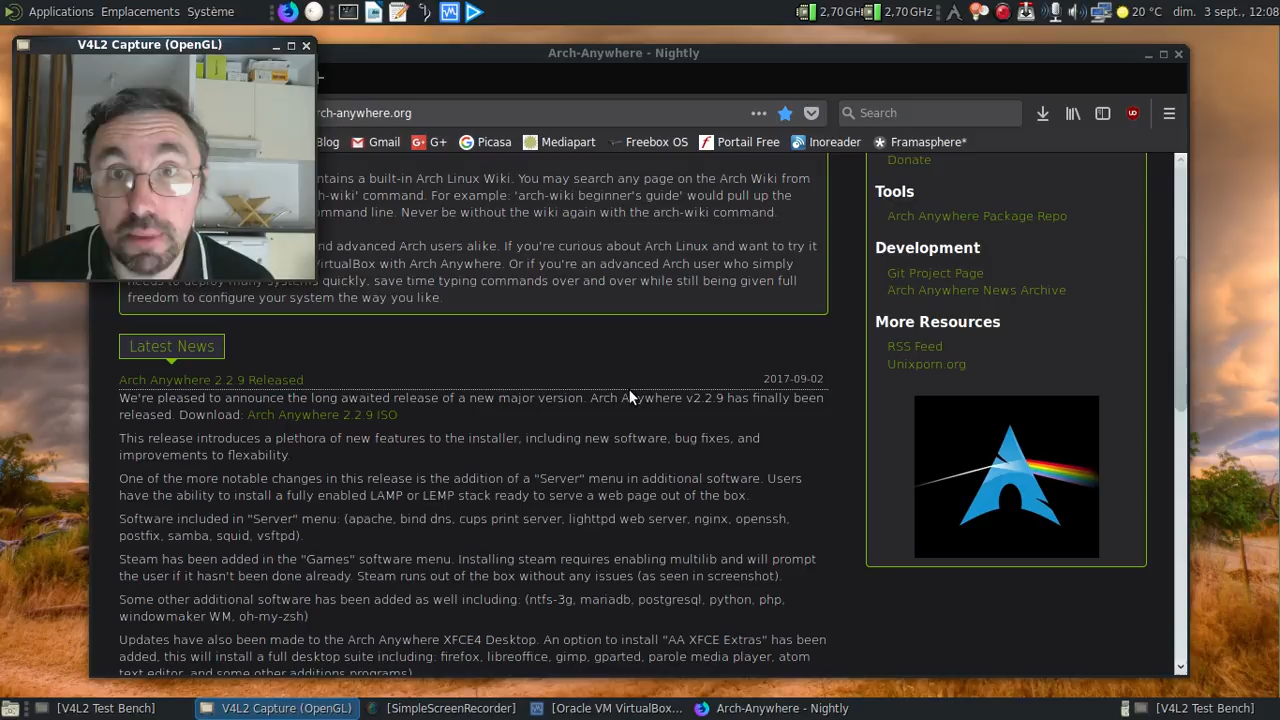 Applications Emplacements Système
2,70 GHz 2,70 GHz 20 °C dim. 3 sept., 12:08
V4L2 Capture (OpenGL)
Arch-Anywhere - Nightly
rch-anywhere.org
Search
Blog Gmail G+ Picasa Mediapart Freebox OS Portail Free Inoreader Framasphere*
ntains a built-in Arch Linux Wiki. You may search any page on the Arch Wiki from
h-wiki' command. For example: 'arch-wiki beginner's guide' would pull up the
ommand line. Never be without the wiki again with the arch-wiki command.
nd advanced Arch users alike. If you're curious about Arch Linux and want to try it
VirtualBox with Arch Anywhere. Or if you're an advanced Arch user who simply
needs to deploy many systems quickly, save time typing commands over and over while still being given full
freedom to configure your system the way you like.
Latest News
Arch Anywhere 2.2.9 Released 2017-09-02
We're pleased to announce the long awaited release of a new major version. Arch Anywhere v2.2.9 has finally been
released. Download: Arch Anywhere 2.2.9 ISO
This release introduces a plethora of new features to the installer, including new software, bug fixes, and
improvements to flexability.
One of the more notable changes in this release is the addition of a "Server" menu in additional software. Users
have the ability to install a fully enabled LAMP or LEMP stack ready to serve a web page out of the box.
Software included in "Server" menu: (apache, bind dns, cups print server, lighttpd web server, nginx, openssh,
postfix, samba, squid, vsftpd).
Steam has been added in the "Games" software menu. Installing steam requires enabling multilib and will prompt
the user if it hasn't been done already. Steam runs out of the box without any issues (as seen in screenshot).
Some other additional software has been added as well including: (ntfs-3g, mariadb, postgresql, python, php,
windowmaker WM, oh-my-zsh)
Updates have also been made to the Arch Anywhere XFCE4 Desktop. An option to install "AA XFCE Extras" has been
added, this will install a full desktop suite including: firefox, libreoffice, gimp, gparted, parole media player, atom
text editor, and some other additions programs)
Donate
Tools
Arch Anywhere Package Repo
Development
Git Project Page
Arch Anywhere News Archive
More Resources
RSS Feed
Unixporn.org
[V4L2 Test Bench] V4L2 Capture (OpenGL) [SimpleScreenRecorder] [Oracle VM VirtualBox... Arch-Anywhere - Nightly [V4L2 Test Bench]